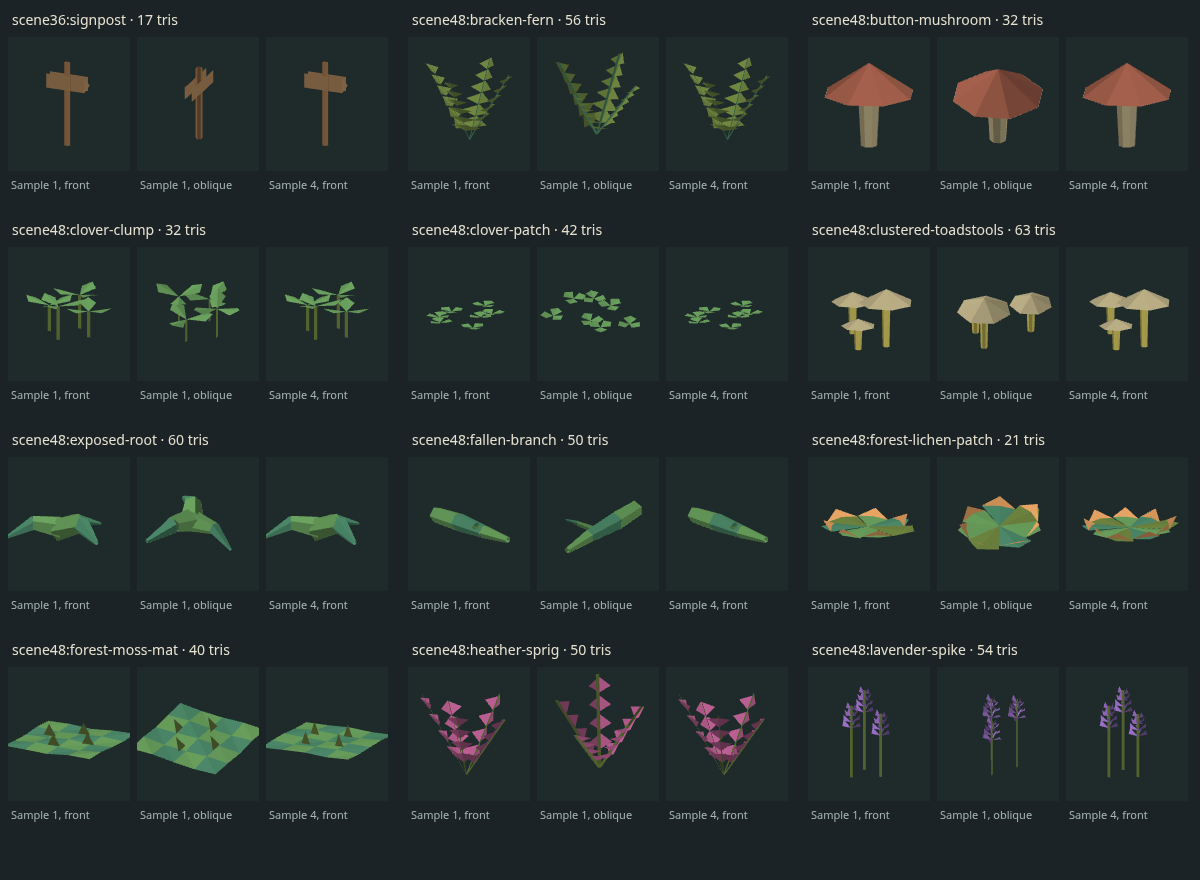 scene36:signpost · 17 tris
scene48:bracken-fern · 56 tris
scene48:button-mushroom · 32 tris
Sample 1, front
Sample 1, oblique
Sample 4, front
Sample 1, front
Sample 1, oblique
Sample 4, front
Sample 1, front
Sample 1, oblique
Sample 4, front
scene48:clover-clump · 32 tris
scene48:clover-patch · 42 tris
scene48:clustered-toadstools · 63 tris
Sample 1, front
Sample 1, oblique
Sample 4, front
Sample 1, front
Sample 1, oblique
Sample 4, front
Sample 1, front
Sample 1, oblique
Sample 4, front
scene48:exposed-root · 60 tris
scene48:fallen-branch · 50 tris
scene48:forest-lichen-patch · 21 tris
Sample 1, front
Sample 1, oblique
Sample 4, front
Sample 1, front
Sample 1, oblique
Sample 4, front
Sample 1, front
Sample 1, oblique
Sample 4, front
scene48:forest-moss-mat · 40 tris
scene48:heather-sprig · 50 tris
scene48:lavender-spike · 54 tris
Sample 1, front
Sample 1, oblique
Sample 4, front
Sample 1, front
Sample 1, oblique
Sample 4, front
Sample 1, front
Sample 1, oblique
Sample 4, front